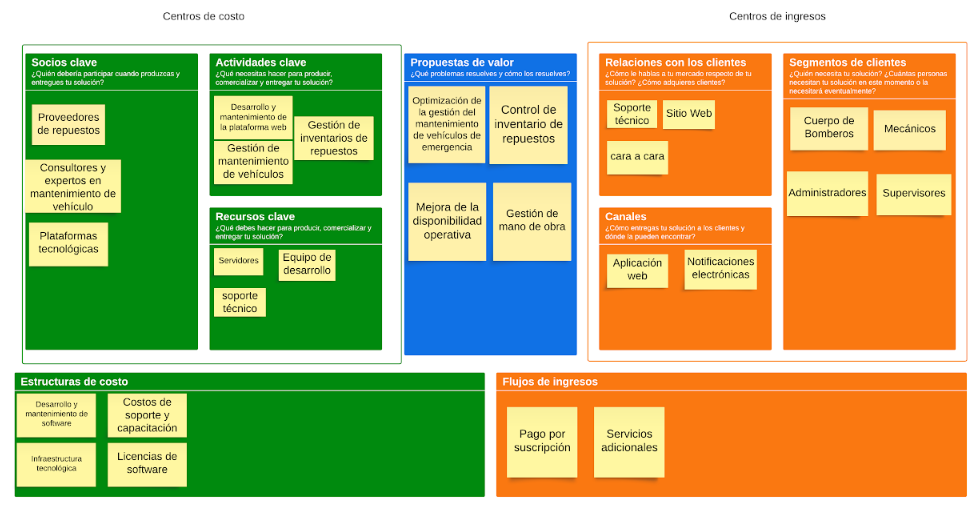 Centros de costo
Centros de ingresos
Socios clave
¿Quién debería participar cuando produzcas y
entregues tu solución?
Proveedores
de repuestos
Consultores y
expertos en
mantenimiento de
vehículo
Plataformas
tecnológicas
Actividades clave
¿Qué necesitas hacer para producir,
comercializar y entregar tu solución?
Desarrollo y
mantenimiento de
la plataforma web
Gestión de
inventarios de
repuestos
Gestión de
mantenimiento
de vehículos
Recursos clave
¿Qué debes hacer para producir, comercializar y
entregar tu solución?
Servidores
Equipo de
desarrollo
soporte
técnico
Propuestas de valor
¿Qué problemas resuelves y cómo los resuelves?
Optimización de
la gestión del
mantenimiento
de vehículos de
emergencia
Control de
inventario de
repuestos
Mejora de la
disponibilidad
operativa
Gestión de
mano de obra
Relaciones con los clientes
¿Cómo le hablas a tu mercado respecto de tu
solución? ¿Cómo adquieres clientes?
Soporte
técnico
Sitio Web
cara a cara
Canales
¿Cómo entregas tu solución a los clientes y
dónde la pueden encontrar?
Aplicación
web
Notificaciones
electrónicas
Segmentos de clientes
¿Quién necesita tu solución? ¿Cuántas personas
necesitan tu solución en este momento o la
necesitará eventualmente?
Cuerpo de
Bomberos
Mecánicos
Administradores
Supervisores
Estructuras de costo
Desarrollo y
mantenimiento de
software
Costos de
soporte y
capacitación
Infraestructura
tecnológica
Licencias de
software
Flujos de ingresos
Pago por
suscripción
Servicios
adicionales